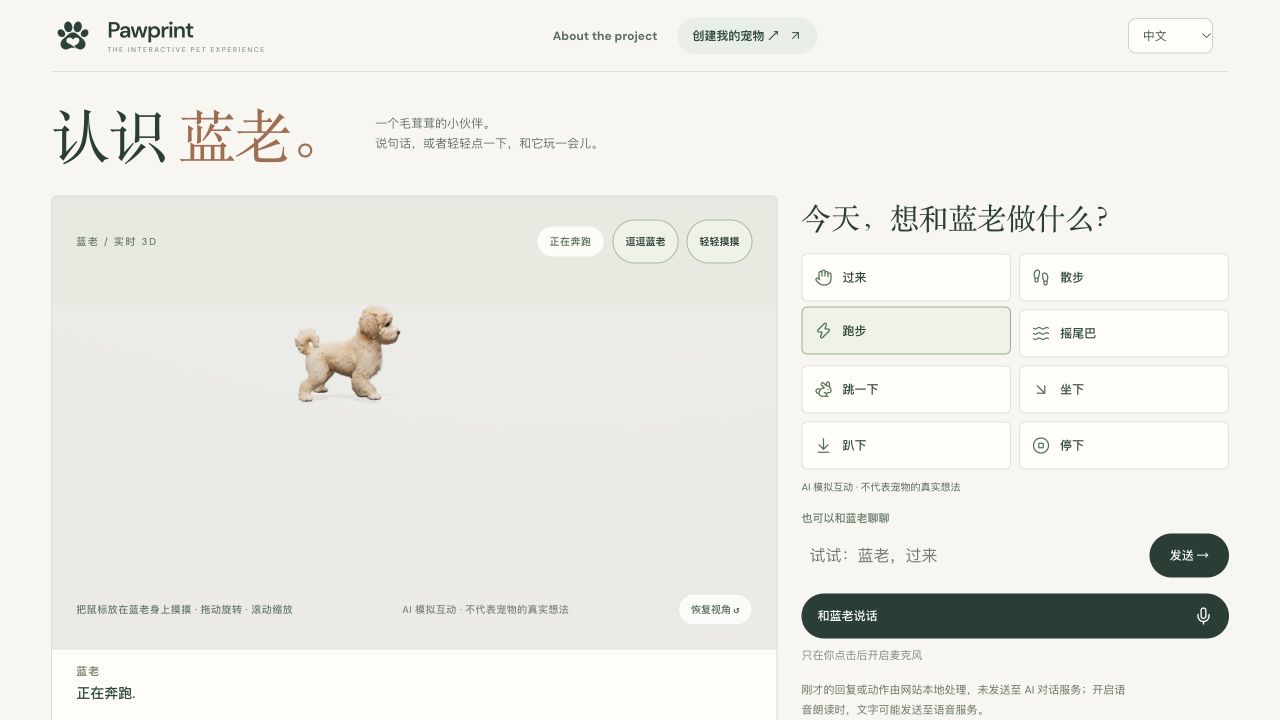 Pawprint
THE INTERACTIVE PET EXPERIENCE
About the project
创建我的宠物 ↗ ↗
中文
认识 蓝老。
一个毛茸茸的小伙伴。
说句话，或者轻轻点一下，和它玩一会儿。
蓝老 / 实时 3D
正在奔跑
逗逗蓝老
轻轻摸摸
把鼠标放在蓝老身上摸摸 · 拖动旋转 · 滚动缩放
AI 模拟互动 · 不代表宠物的真实想法
恢复视角 ↺
蓝老
正在奔跑.
今天，想和蓝老做什么?
过来
散步
跑步
摇尾巴
跳一下
坐下
趴下
停下
AI 模拟互动 · 不代表宠物的真实想法
也可以和蓝老聊聊
试试：蓝老，过来
发送 →
和蓝老说话
只在你点击后开启麦克风
刚才的回复或动作由网站本地处理，未发送至 AI 对话服务；开启语
音朗读时，文字可能发送至语音服务。